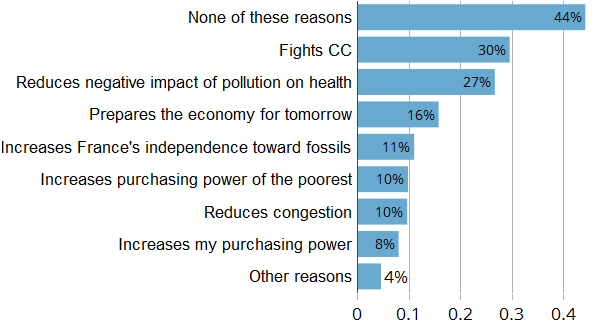 None of these reasons 44%
Fights CC 30%
Reduces negative impact of pollution on health 27%
Prepares the economy for tomorrow 16%
Increases France's independence toward fossils 11%
Increases purchasing power of the poorest 10%
Reduces congestion 10%
Increases my purchasing power 8%
Other reasons 4%
0 0.1 0.2 0.3 0.4